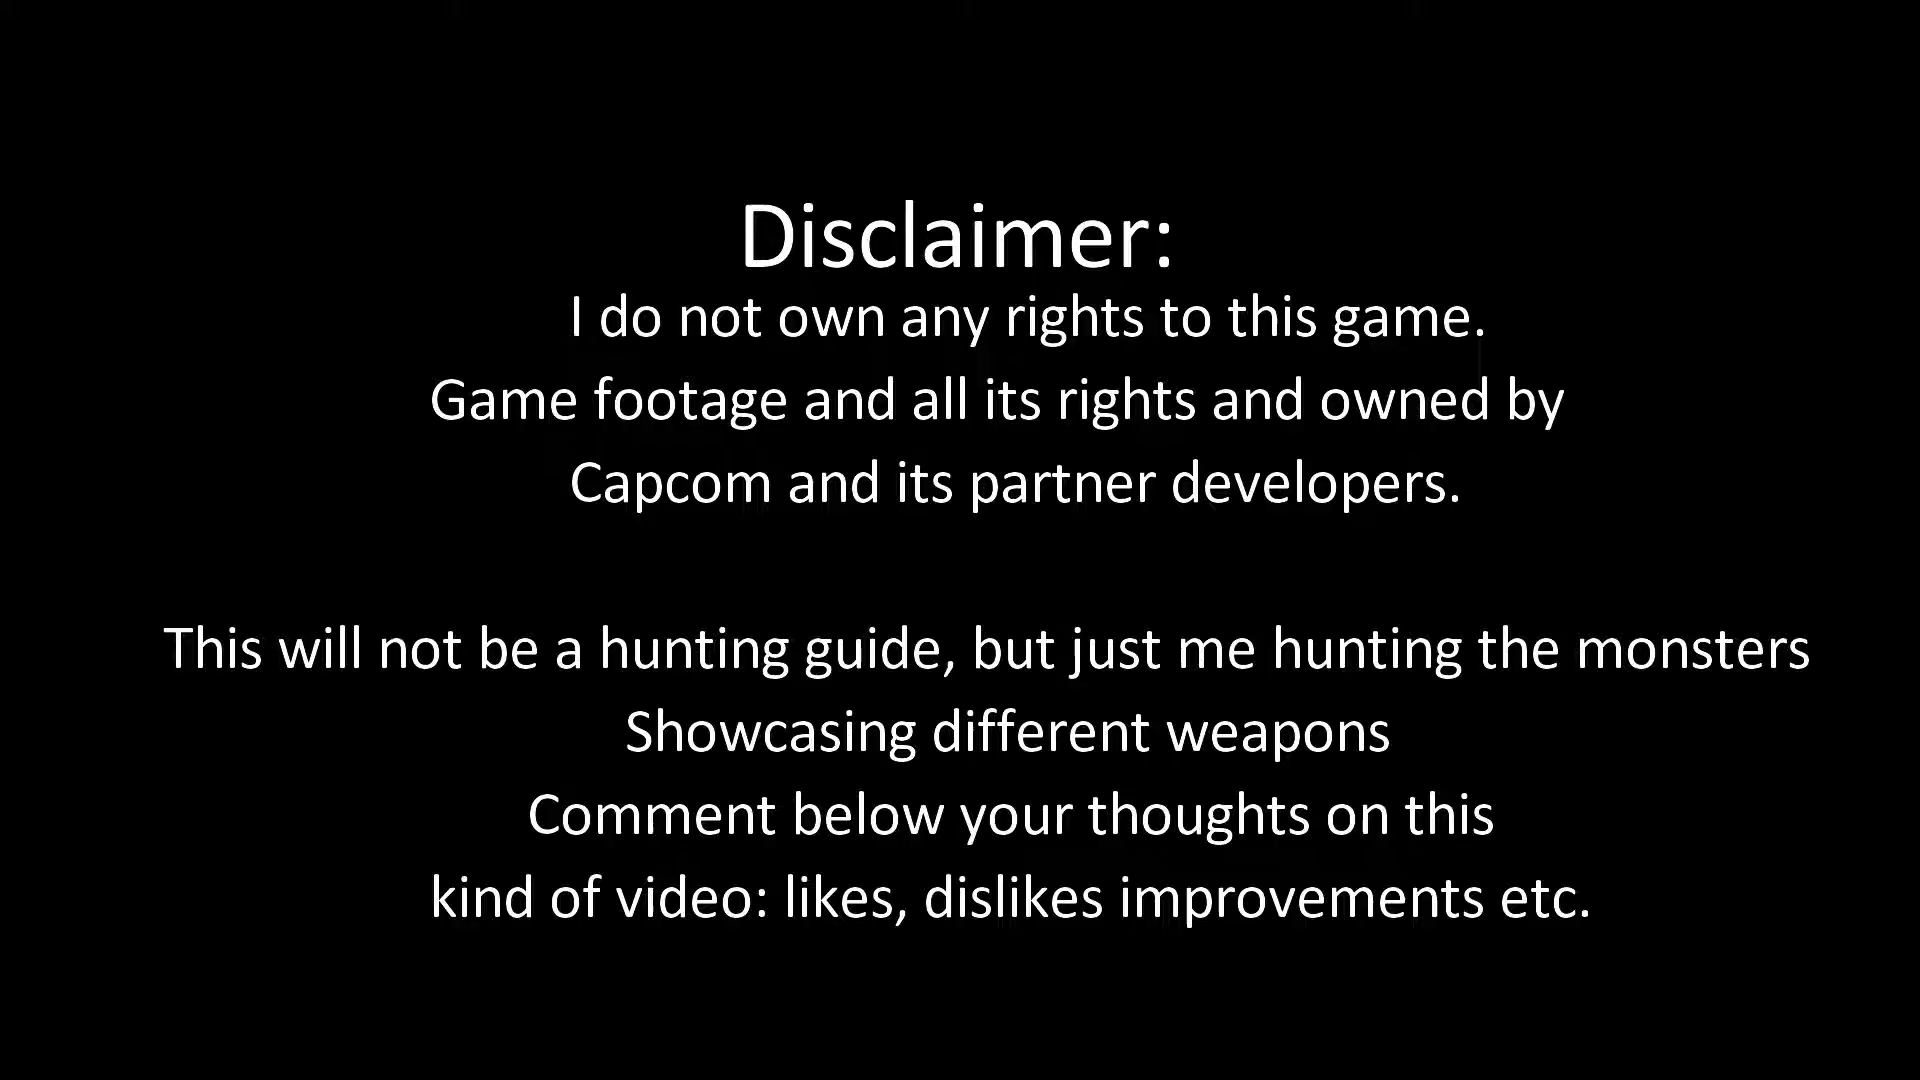 Disclaimer:
I do not own any rights to this game.
Game footage and all its rights and owned by
Capcom and its partner developers.
This will not be a hunting guide, but just me hunting the monsters
Showcasing different weapons
Comment below your thoughts on this
kind of video: likes, dislikes improvements etc.